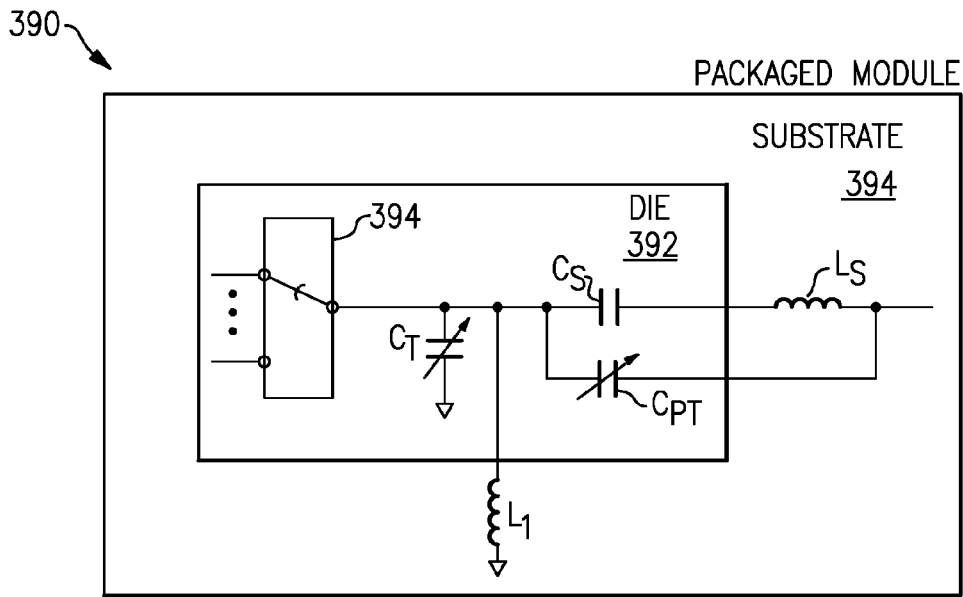 390
PACKAGED MODULE
SUBSTRATE
394
394
DIE
392
CS
LS
CT
CPT
L1